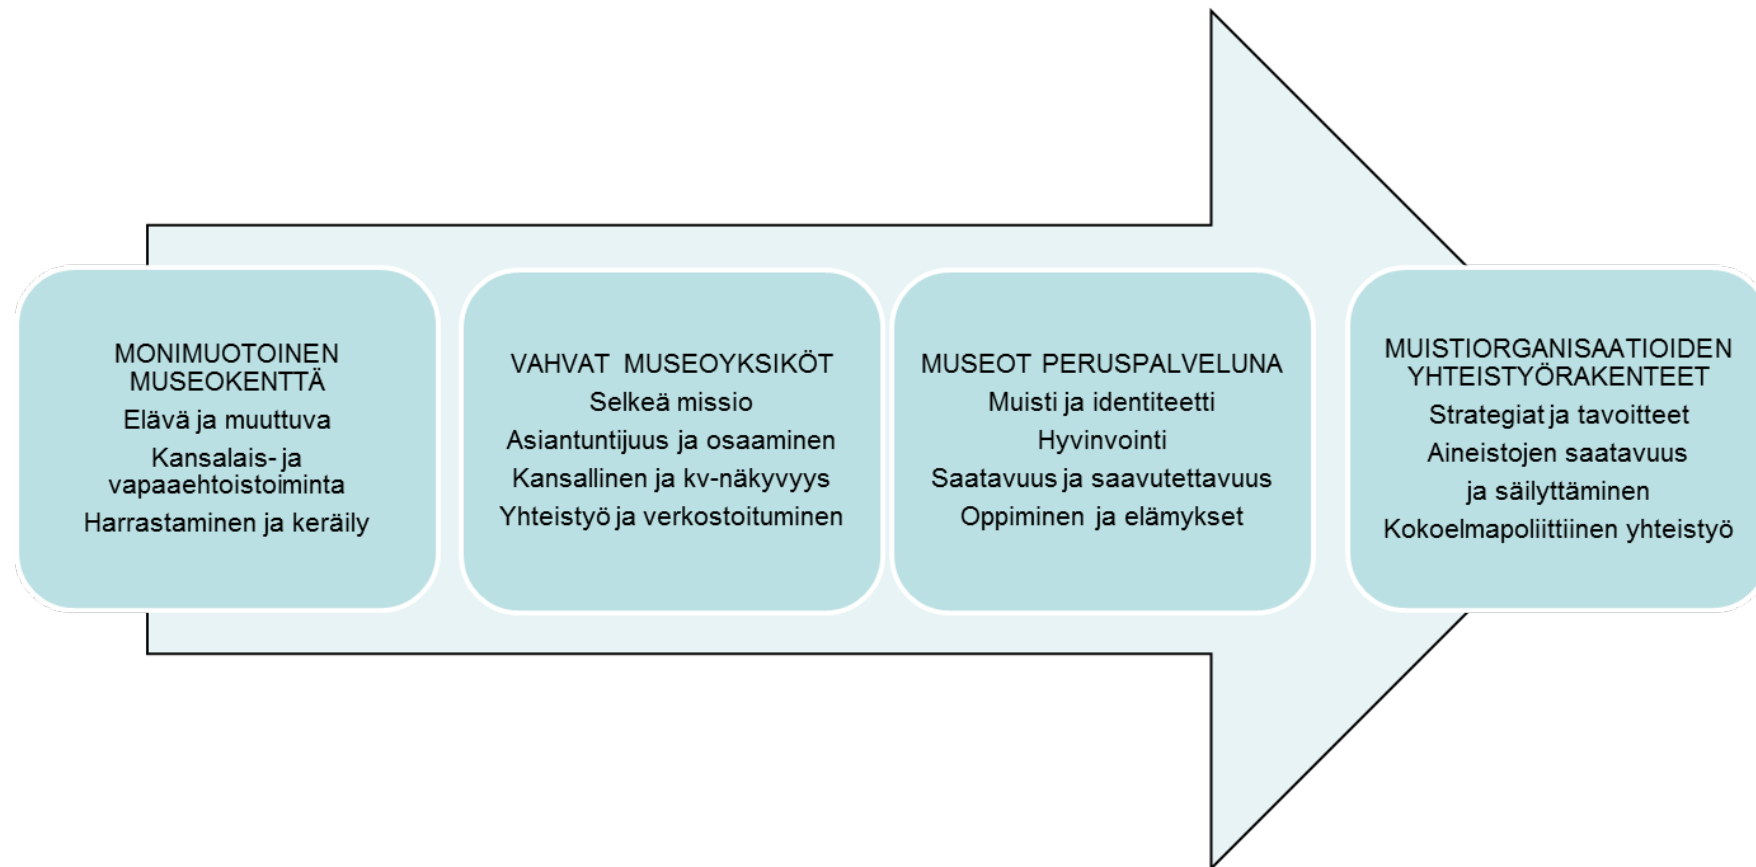 MONIMUOTOINEN
MUSEOKENTTÄ
Elävä ja muuttuva
Kansalais- ja
vapaaehtoistoiminta
Harrastaminen ja keräily
VAHVAT MUSEOYKSIKÖT
Selkeä missio
Asiantuntijuus ja osaaminen
Kansallinen ja kv-näkyvyys
Yhteistyö ja verkostoituminen
MUSEOT PERUSPALVELUNA
Muisti ja identiteetti
Hyvinvointi
Saatavuus ja saavutettavuus
Oppiminen ja elämykset
MUISTIORGANISAATIOIDEN
YHTEISTYÖRAKENTEET
Strategiat ja tavoitteet
Aineistojen saatavuus
ja säilyttäminen
Kokoelmapoliittiinen yhteistyö